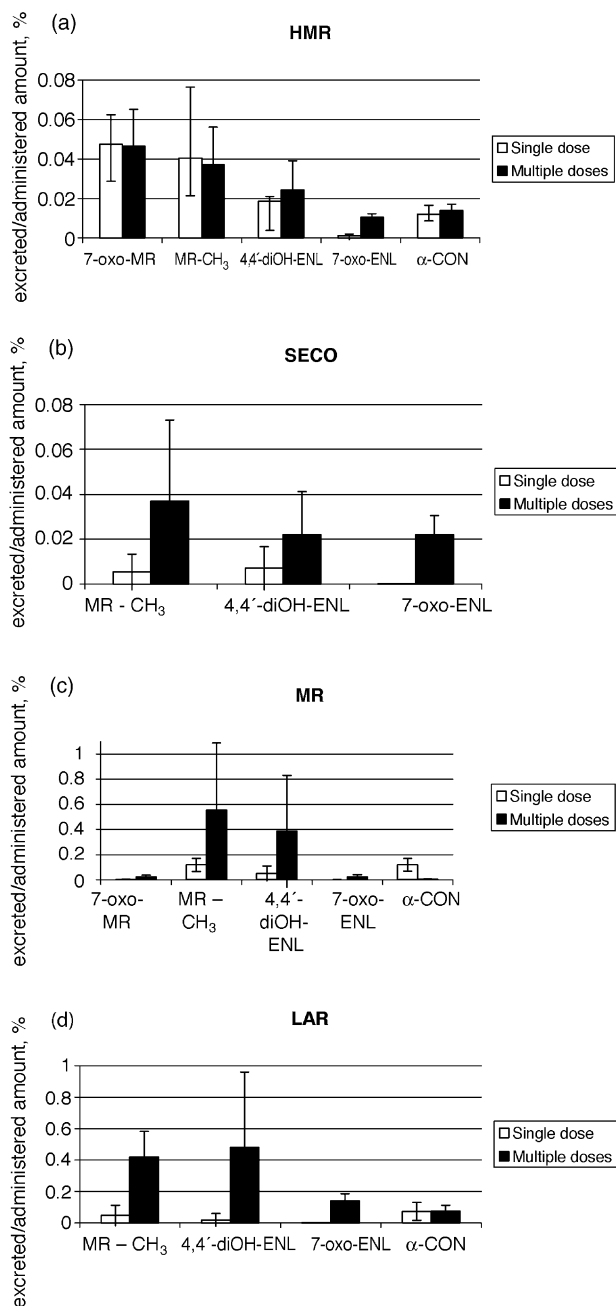 (a)
HMR
excreted/administered amount, %
0.08
0.06
0.04
0.02
0
7-oxo-MR MR-CH₃ 4,4´-diOH-ENL 7-oxo-ENL α-CON
Single dose
Multiple doses
(b)
SECO
excreted/administered amount, %
0.08
0.06
0.04
0.02
0
MR - CH₃ 4,4´-diOH-ENL 7-oxo-ENL
Single dose
Multiple doses
(c)
MR
excreted/administered amount, %
1
0.8
0.6
0.4
0.2
0
7-oxo-
MR
MR –
CH₃
4,4´-
diOH-
ENL
7-oxo-
ENL
α-CON
Single dose
Multiple doses
(d)
LAR
excreted/administered amount, %
1
0.8
0.6
0.4
0.2
0
MR – CH₃ 4,4´-diOH-ENL 7-oxo-ENL α-CON
Single dose
Multiple doses